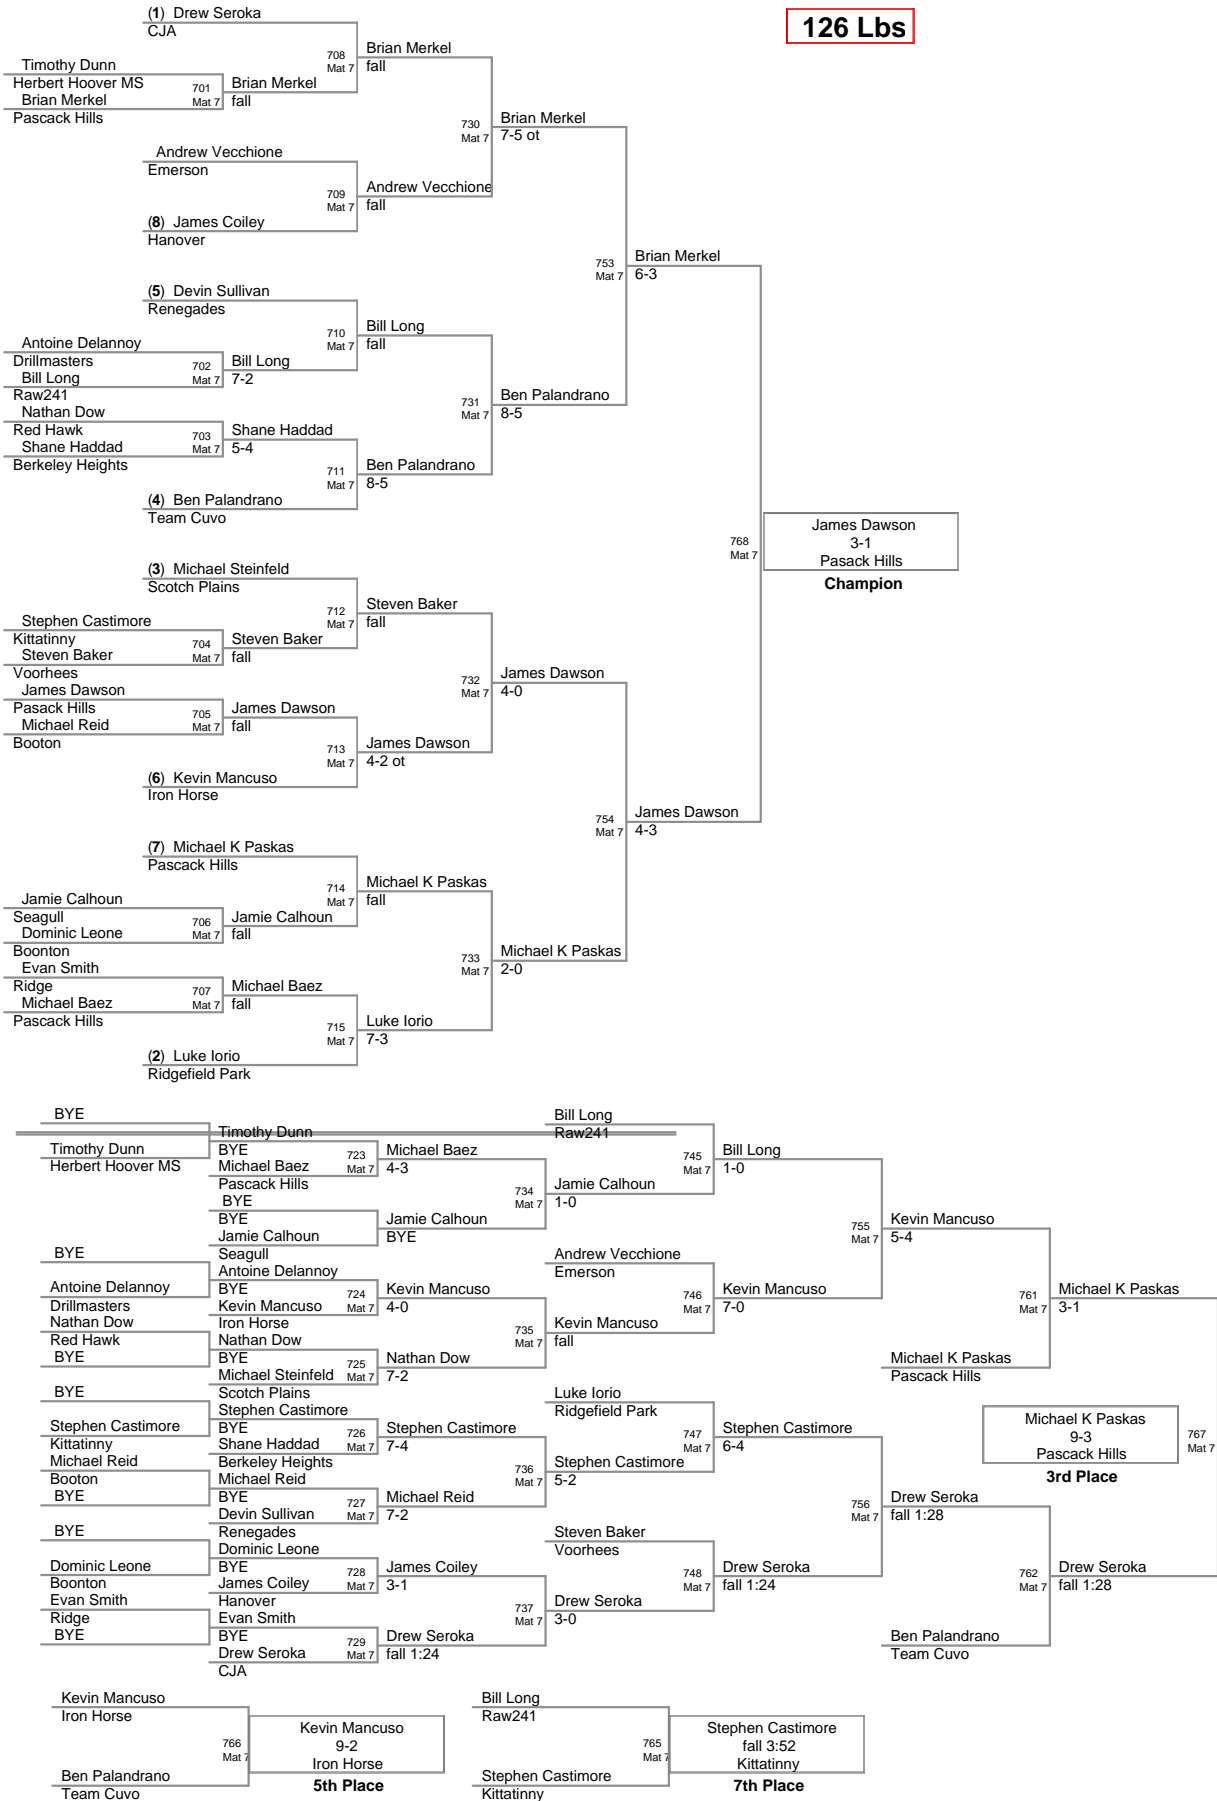 126 Lbs
(1) Drew Seroka
CJA
708
Mat 7
Brian Merkel
fall
Timothy Dunn
Herbert Hoover MS
701
Mat 7
Brian Merkel
fall
Brian Merkel
Pascack Hills
730
Mat 7
Brian Merkel
7-5 ot
Andrew Vecchione
Emerson
709
Mat 7
Andrew Vecchione
fall
(8) James Coiley
Hanover
753
Mat 7
Brian Merkel
6-3
(5) Devin Sullivan
Renegades
710
Mat 7
Bill Long
fall
Antoine Delannoy
Drillmasters
702
Mat 7
Bill Long
7-2
Bill Long
Raw241
731
Mat 7
Ben Palandrano
8-5
Nathan Dow
Red Hawk
703
Mat 7
Shane Haddad
5-4
Shane Haddad
Berkeley Heights
711
Mat 7
Ben Palandrano
8-5
(4) Ben Palandrano
Team Cuvo
768
Mat 7
James Dawson
3-1
Pasack Hills
Champion
(3) Michael Steinfeld
Scotch Plains
712
Mat 7
Steven Baker
fall
Stephen Castimore
Kittatinny
704
Mat 7
Steven Baker
fall
Steven Baker
Voorhees
732
Mat 7
James Dawson
4-0
James Dawson
Pasack Hills
705
Mat 7
James Dawson
fall
Michael Reid
Booton
713
Mat 7
James Dawson
4-2 ot
(6) Kevin Mancuso
Iron Horse
754
Mat 7
James Dawson
4-3
(7) Michael K Paskas
Pascack Hills
714
Mat 7
Michael K Paskas
fall
Jamie Calhoun
Seagull
706
Mat 7
Jamie Calhoun
fall
Dominic Leone
Boonton
733
Mat 7
Michael K Paskas
2-0
Evan Smith
Ridge
707
Mat 7
Michael Baez
fall
Michael Baez
Pascack Hills
715
Mat 7
Luke Iorio
7-3
(2) Luke Iorio
Ridgefield Park
BYE
Timothy Dunn
Herbert Hoover MS
Timothy Dunn
BYE
723
Mat 7
Michael Baez
4-3
Michael Baez
Pascack Hills
BYE
BYE
Jamie Calhoun
BYE
Jamie Calhoun
Seagull
734
Mat 7
Jamie Calhoun
1-0
Bill Long
Raw241
745
Mat 7
Bill Long
1-0
BYE
Antoine Delannoy
Drillmasters
Antoine Delannoy
BYE
724
Mat 7
Kevin Mancuso
4-0
Kevin Mancuso
Iron Horse
Nathan Dow
Red Hawk
BYE
Nathan Dow
BYE
725
Mat 7
Nathan Dow
7-2
Michael Steinfeld
Scotch Plains
735
Mat 7
Kevin Mancuso
fall
Andrew Vecchione
Emerson
746
Mat 7
Kevin Mancuso
7-0
755
Mat 7
Kevin Mancuso
5-4
761
Mat 7
Michael K Paskas
3-1
Michael K Paskas
Pascack Hills
BYE
Stephen Castimore
Kittatinny
Stephen Castimore
BYE
726
Mat 7
Stephen Castimore
7-4
Shane Haddad
Berkeley Heights
Michael Reid
Booton
BYE
Michael Reid
BYE
727
Mat 7
Michael Reid
7-2
Devin Sullivan
Renegades
736
Mat 7
Stephen Castimore
5-2
Luke Iorio
Ridgefield Park
747
Mat 7
Stephen Castimore
6-4
Michael K Paskas
9-3
Pascack Hills
767
Mat 7
3rd Place
BYE
Dominic Leone
Boonton
Dominic Leone
BYE
728
Mat 7
James Coiley
3-1
James Coiley
Hanover
Evan Smith
Ridge
BYE
Evan Smith
BYE
729
Mat 7
Drew Seroka
fall 1:24
Drew Seroka
CJA
737
Mat 7
Drew Seroka
3-0
Steven Baker
Voorhees
748
Mat 7
Drew Seroka
fall 1:24
756
Mat 7
Drew Seroka
fall 1:28
762
Mat 7
Drew Seroka
fall 1:28
Ben Palandrano
Team Cuvo
Kevin Mancuso
Iron Horse
766
Mat 7
Kevin Mancuso
9-2
Iron Horse
5th Place
Ben Palandrano
Team Cuvo
Bill Long
Raw241
765
Mat 7
Stephen Castimore
fall 3:52
Kittatinny
7th Place
Stephen Castimore
Kittatinny